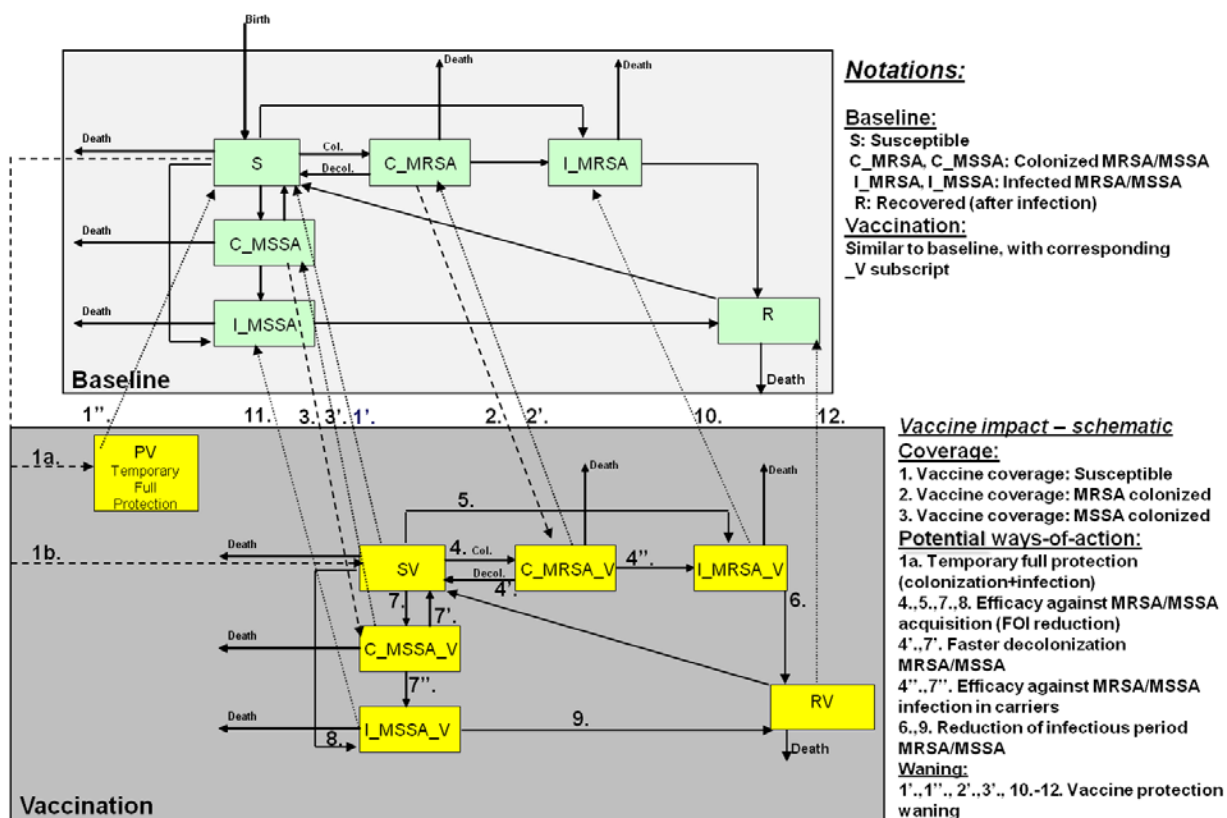 Birth
Death
Death
Death
Col.
Decol.
S
C_MRSA
I_MRSA
Death
C_MSSA
Death
I_MSSA
R
Death
Baseline
Notations:
Baseline:
S: Susceptible
C_MRSA, C_MSSA: Colonized MRSA/MSSA
I_MRSA, I_MSSA: Infected MRSA/MSSA
R: Recovered (after infection)
Vaccination:
Similar to baseline, with corresponding
_V subscript
1’’.
11.
3.
3’.
1’.
2.
2’.
10.
12.
1a.
PV
Temporary
Full
Protection
1b.
Death
Death
Death
5.
4.
Col.
Decol.
4’.
SV
C_MRSA_V
4’’.
I_MRSA_V
6.
7.
7’.
Death
C_MSSA_V
7’’.
Death
I_MSSA_V
8.
9.
RV
Death
Vaccination
Vaccine impact – schematic
Coverage:
1. Vaccine coverage: Susceptible
2. Vaccine coverage: MRSA colonized
3. Vaccine coverage: MSSA colonized
Potential ways-of-action:
1a. Temporary full protection
(colonization+infection)
4.,5.,7.,8. Efficacy against MRSA/MSSA
acquisition (FOI reduction)
4’.,7’. Faster decolonization
MRSA/MSSA
4’’.,7’’. Efficacy against MRSA/MSSA
infection in carriers
6.,9. Reduction of infectious period
MRSA/MSSA
Waning:
1’., 1’’., 2’.,3’., 10.-12. Vaccine protection
waning